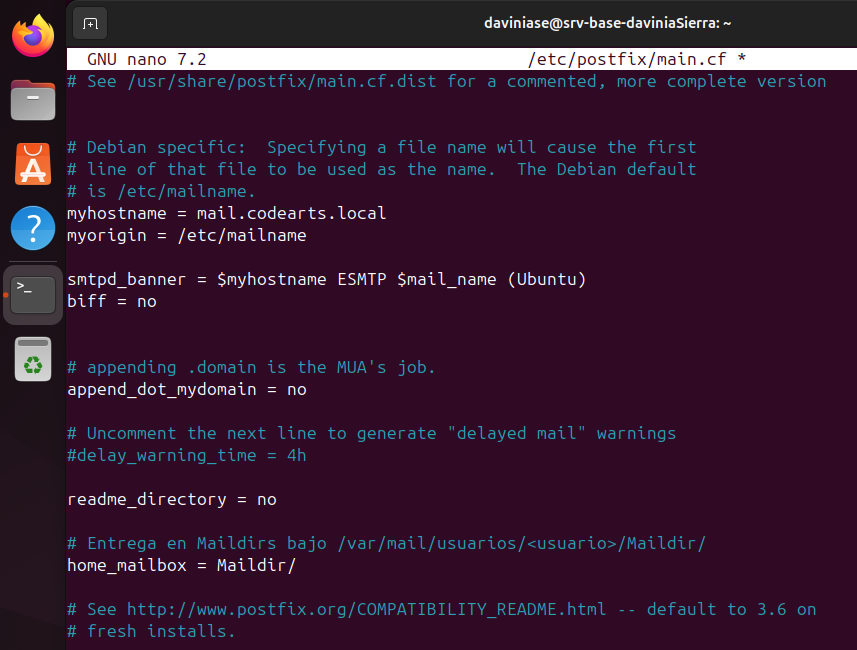 daviniase@srv-base-daviniaSierra: ~
GNU nano 7.2 /etc/postfix/main.cf *
# See /usr/share/postfix/main.cf.dist for a commented, more complete version
# Debian specific:  Specifying a file name will cause the first
# line of that file to be used as the name.  The Debian default
# is /etc/mailname.
myhostname = mail.codearts.local
myorigin = /etc/mailname
smtpd_banner = $myhostname ESMTP $mail_name (Ubuntu)
biff = no
# appending .domain is the MUA's job.
append_dot_mydomain = no
# Uncomment the next line to generate "delayed mail" warnings
#delay_warning_time = 4h
readme_directory = no
# Entrega en Maildirs bajo /var/mail/usuarios/<usuario>/Maildir/
home_mailbox = Maildir/
# See http://www.postfix.org/COMPATIBILITY_README.html -- default to 3.6 on
# fresh installs.